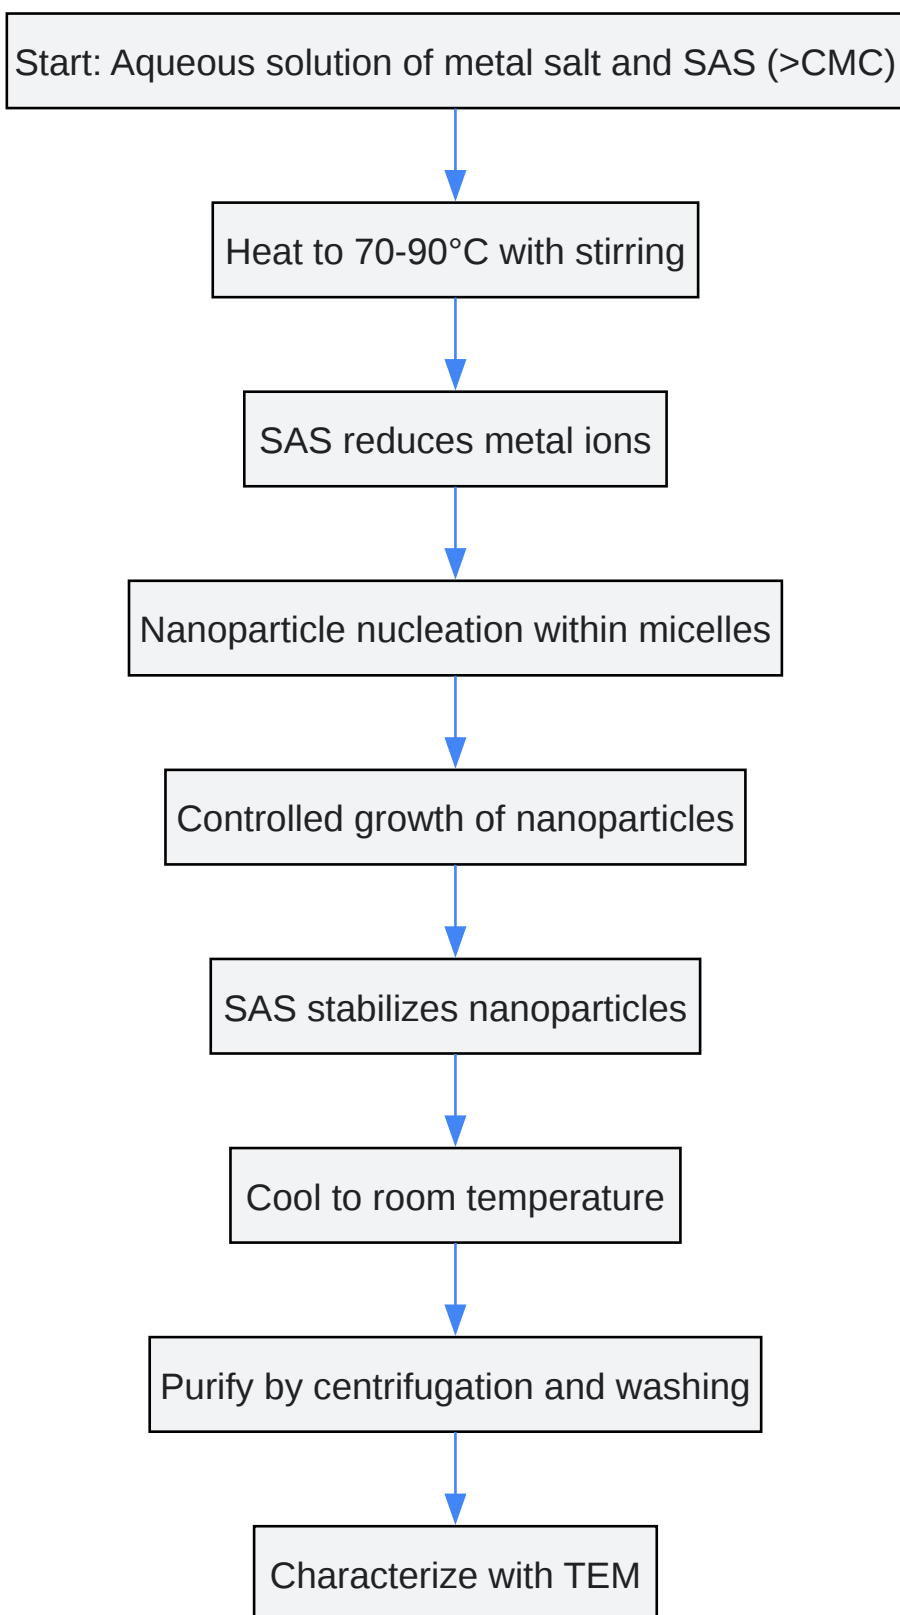 Start: Aqueous solution of metal salt and SAS (>CMC)
Heat to 70-90°C with stirring
SAS reduces metal ions
Nanoparticle nucleation within micelles
Controlled growth of nanoparticles
SAS stabilizes nanoparticles
Cool to room temperature
Purify by centrifugation and washing
Characterize with TEM